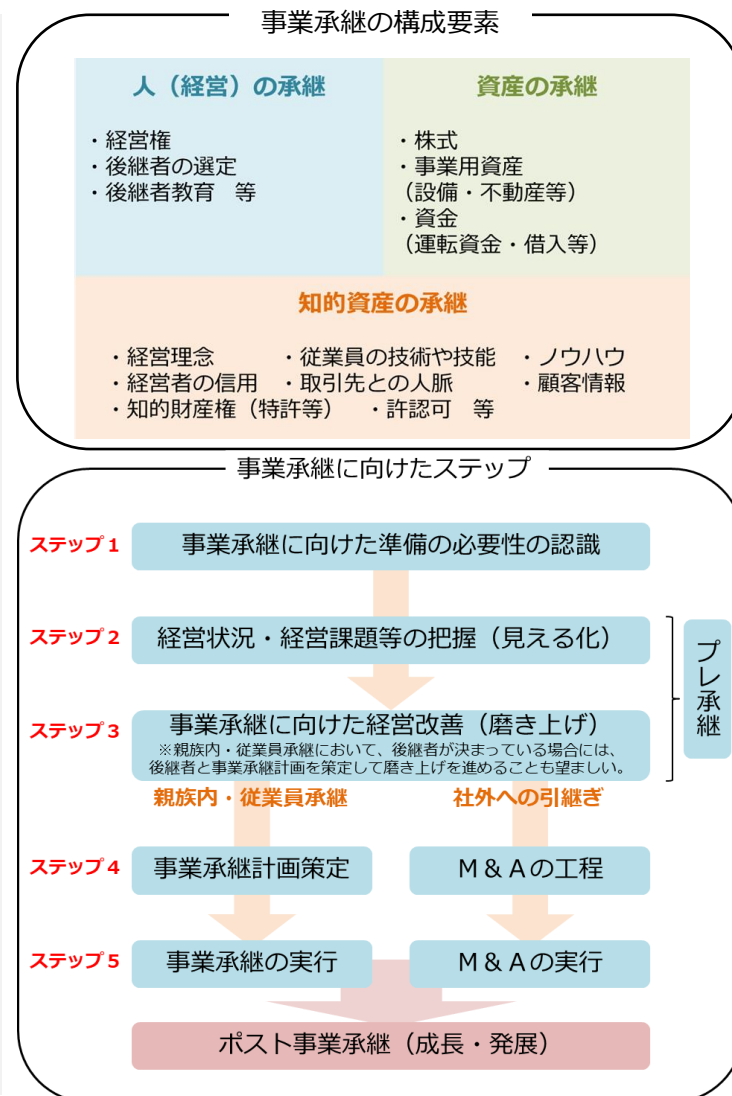 事業承継の構成要素
人（経営）の承継
・経営権
・後継者の選定
・後継者教育　等
資産の承継
・株式
・事業用資産
（設備・不動産等）
・資金
（運転資金・借入等）
知的資産の承継
・経営理念　・従業員の技術や技能　・ノウハウ
・経営者の信用　・取引先との人脈　・顧客情報
・知的財産権（特許等）　・許認可　等
事業承継に向けたステップ
ステップ１ 事業承継に向けた準備の必要性の認識
ステップ２ 経営状況・経営課題等の把握（見える化）
プレ承継
ステップ３ 事業承継に向けた経営改善（磨き上げ）
※親族内・従業員承継において、後継者が決まっている場合には、
後継者と事業承継計画を策定して磨き上げを進めることも望ましい。
親族内・従業員承継　社外への引継ぎ
ステップ４ 事業承継計画策定　Ｍ＆Ａの工程
ステップ５ 事業承継の実行　Ｍ＆Ａの実行
ポスト事業承継（成長・発展）